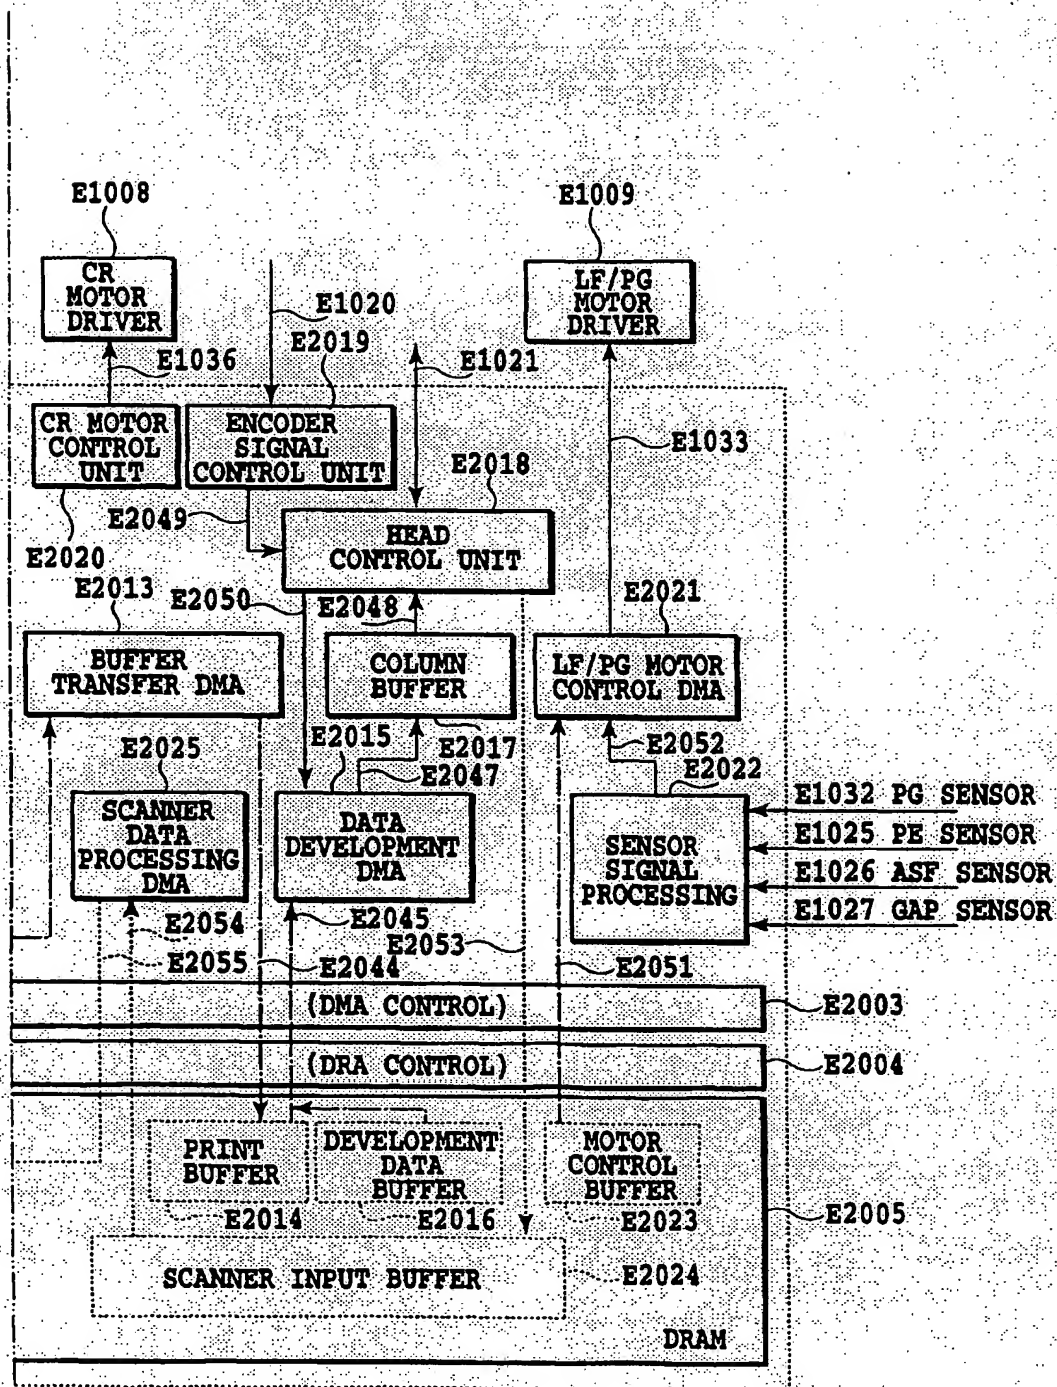 E1008
E1009
CR
MOTOR
DRIVER
LF/PG
MOTOR
DRIVER
E1020
E2019
E1036
E1021
CR MOTOR
CONTROL
UNIT
ENCODER
SIGNAL
CONTROL UNIT
E1033
E2018
E2049
HEAD
CONTROL UNIT
E2020
E2013
E2050
E2048
E2021
BUFFER
TRANSFER DMA
COLUMN
BUFFER
LF/PG MOTOR
CONTROL DMA
E2025
E2015
E2017
E2047
E2052
E2022
SCANNER
DATA
PROCESSING
DMA
DATA
DEVELOPMENT
DMA
SENSOR
SIGNAL
PROCESSING
E1032 PG SENSOR
E1025 PE SENSOR
E1026 ASF SENSOR
E1027 GAP SENSOR
E2054
E2045
E2053
E2055
E2044
E2051
(DMA CONTROL)
E2003
(DRA CONTROL)
E2004
PRINT
BUFFER
DEVELOPMENT
DATA
BUFFER
MOTOR
CONTROL
BUFFER
E2014
E2016
E2023
E2005
SCANNER INPUT BUFFER
E2024
DRAM